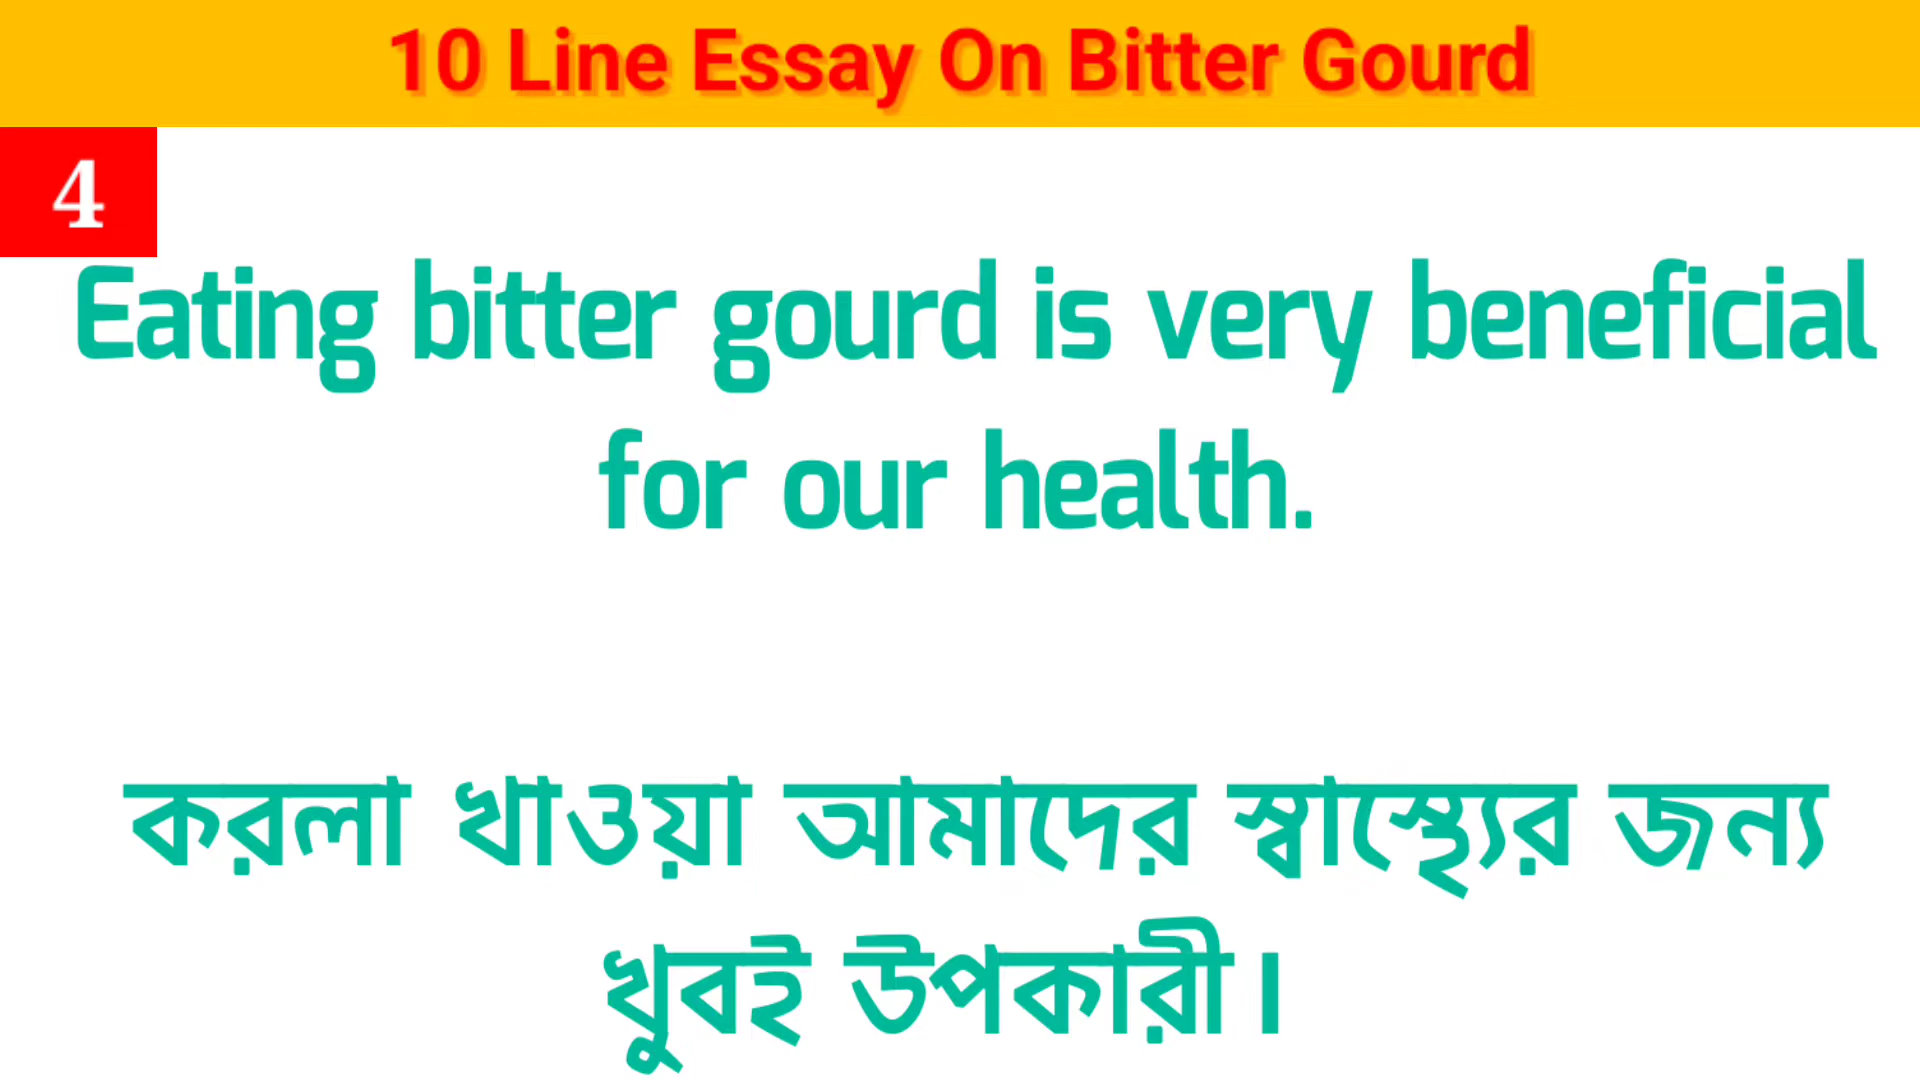 10 Line Essay On Bitter Gourd
4
Eating bitter gourd is very beneficial
for our health.
করলা খাওয়া আমাদের স্বাস্থ্যের জন্য
খুবই উপকারী।